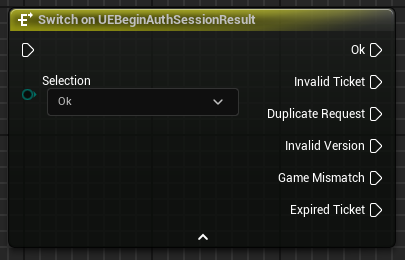 Switch on UEBeginAuthSessionResult
Ok
Selection
Ok
Invalid Ticket
Duplicate Request
Invalid Version
Game Mismatch
Expired Ticket